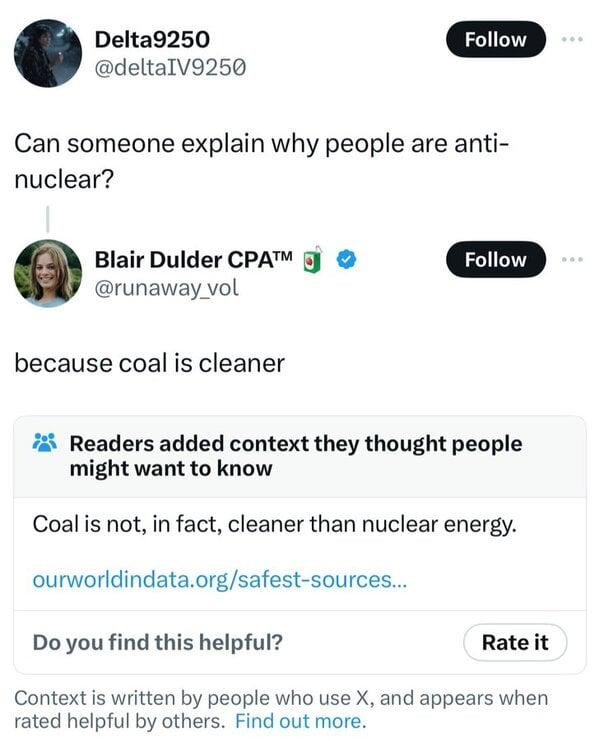 Delta9250
Follow
@deltaIV9250
Can someone explain why people are anti-
nuclear?
Blair Dulder CPA™ 🧃
Follow
@runaway_vol
because coal is cleaner
Readers added context they thought people
might want to know
Coal is not, in fact, cleaner than nuclear energy.
ourworldindata.org/safest-sources...
Do you find this helpful?
Rate it
Context is written by people who use X, and appears when
rated helpful by others. Find out more.